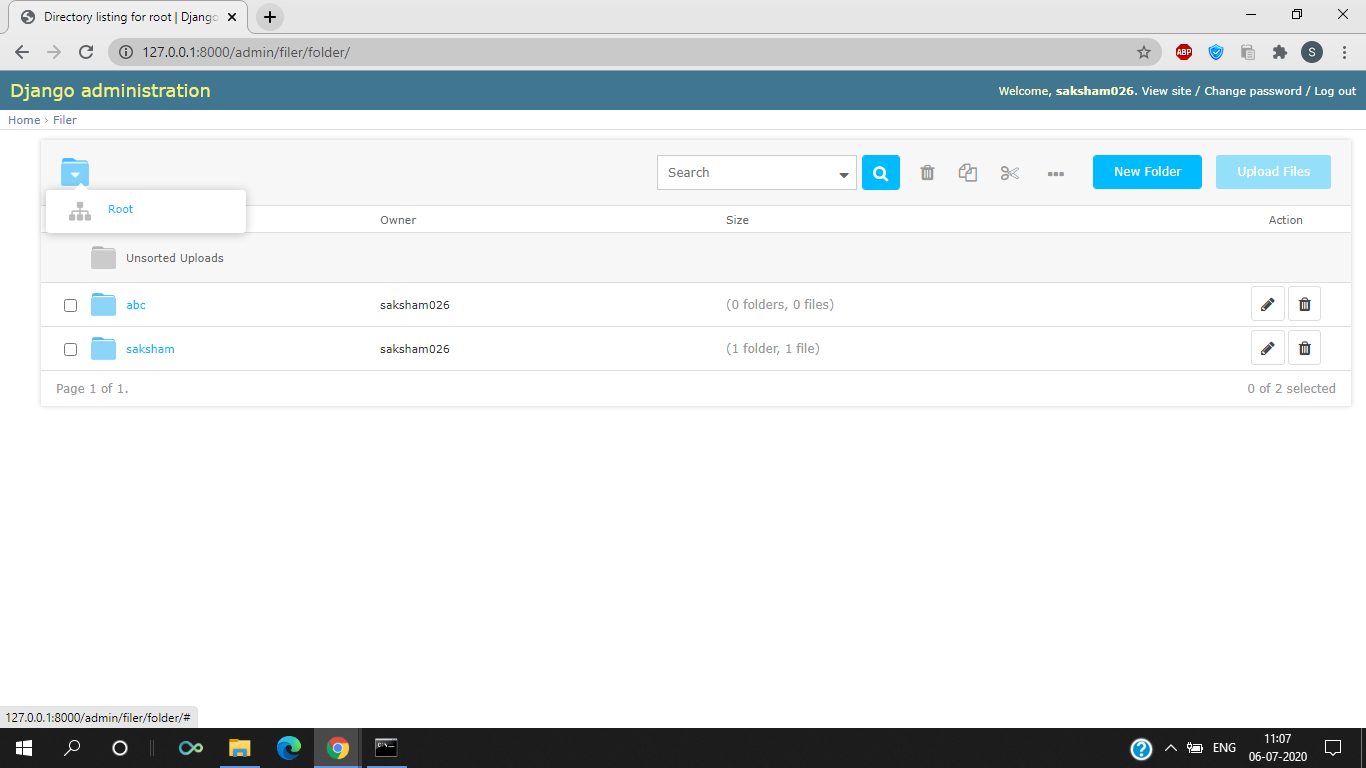 Directory listing for root | Django
127.0.0.1:8000/admin/filer/folder/
ABP
S
Django administration
Welcome, saksham026. View site / Change password / Log out
Home › Filer
Search
New Folder
Upload Files
Root
Owner
Size
Action
Unsorted Uploads
abc
saksham026
(0 folders, 0 files)
saksham
saksham026
(1 folder, 1 file)
Page 1 of 1.
0 of 2 selected
127.0.0.1:8000/admin/filer/folder/#
ENG
11:07
06-07-2020